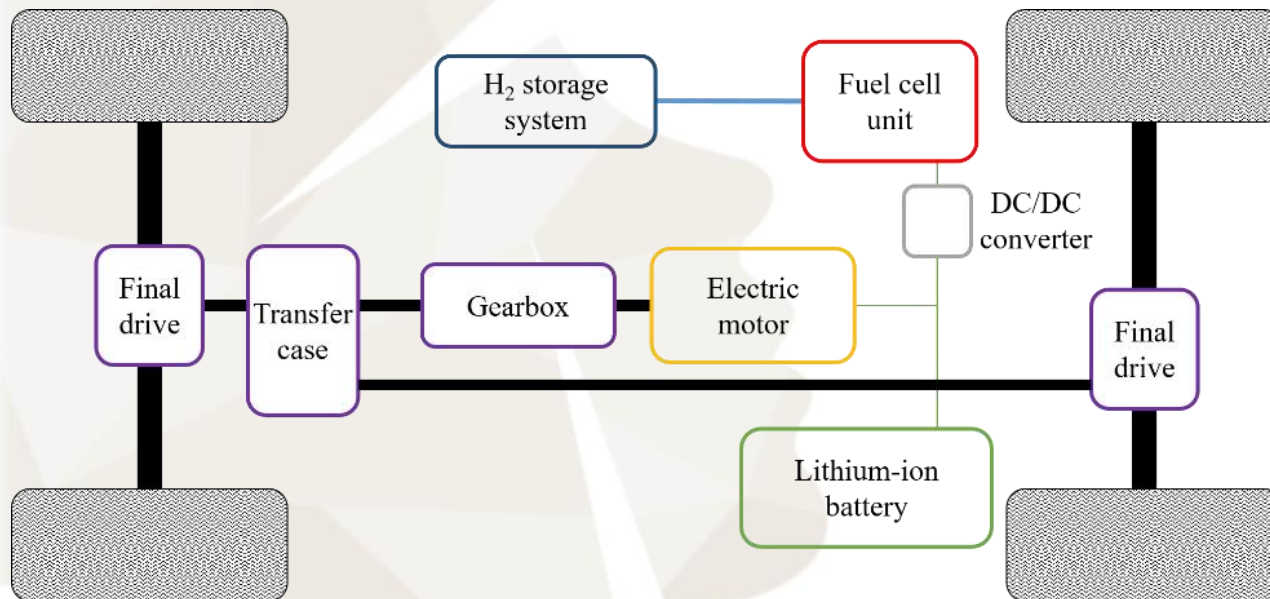 H₂ storage
system
Fuel cell
unit
DC/DC
converter
Final
drive
Transfer
case
Gearbox
Electric
motor
Final
drive
Lithium-ion
battery